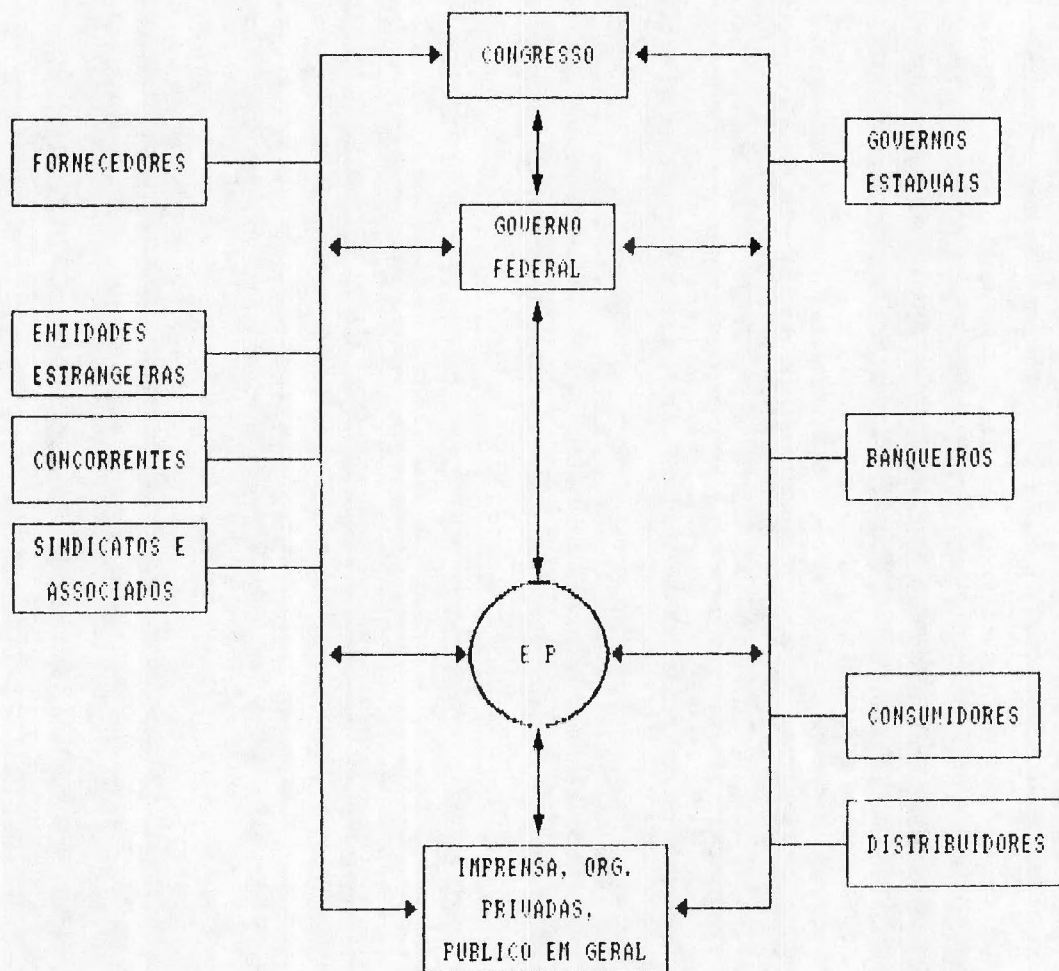 CONGRESSO
FORNECEDORES
GOVERNOS
ESTADUAIS
GOVERNO
FEDERAL
ENTIDADES
ESTRANGEIRAS
CONCORRENTES
BANQUEIROS
SINDICATOS E
ASSOCIADOS
E P
CONSUMIDORES
DISTRIBUIDORES
IMPRENSA, ORG.
PRIVADAS,
PUBLICO EM GERAL